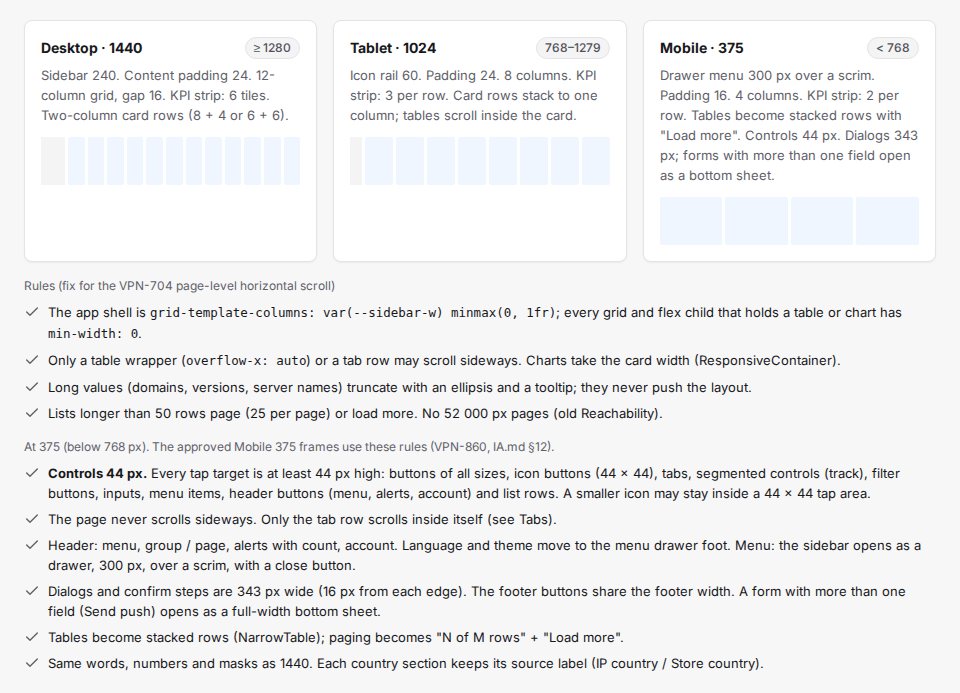 Desktop · 1440
≥ 1280
Sidebar 240. Content padding 24. 12-
column grid, gap 16. KPI strip: 6 tiles.
Two-column card rows (8 + 4 or 6 + 6).
Tablet · 1024
768–1279
Icon rail 60. Padding 24. 8 columns. KPI
strip: 3 per row. Card rows stack to one
column; tables scroll inside the card.
Mobile · 375
< 768
Drawer menu 300 px over a scrim.
Padding 16. 4 columns. KPI strip: 2 per
row. Tables become stacked rows with
"Load more". Controls 44 px. Dialogs 343
px; forms with more than one field open
as a bottom sheet.
Rules (fix for the VPN-704 page-level horizontal scroll)
The app shell is grid-template-columns: var(--sidebar-w) minmax(0, 1fr); every grid and flex child that holds a table or chart has
min-width: 0.
Only a table wrapper (overflow-x: auto) or a tab row may scroll sideways. Charts take the card width (ResponsiveContainer).
Long values (domains, versions, server names) truncate with an ellipsis and a tooltip; they never push the layout.
Lists longer than 50 rows page (25 per page) or load more. No 52 000 px pages (old Reachability).
At 375 (below 768 px). The approved Mobile 375 frames use these rules (VPN-860, IA.md §12).
Controls 44 px. Every tap target is at least 44 px high: buttons of all sizes, icon buttons (44 × 44), tabs, segmented controls (track), filter
buttons, inputs, menu items, header buttons (menu, alerts, account) and list rows. A smaller icon may stay inside a 44 × 44 tap area.
The page never scrolls sideways. Only the tab row scrolls inside itself (see Tabs).
Header: menu, group / page, alerts with count, account. Language and theme move to the menu drawer foot. Menu: the sidebar opens as a
drawer, 300 px, over a scrim, with a close button.
Dialogs and confirm steps are 343 px wide (16 px from each edge). The footer buttons share the footer width. A form with more than one
field (Send push) opens as a full-width bottom sheet.
Tables become stacked rows (NarrowTable); paging becomes "N of M rows" + "Load more".
Same words, numbers and masks as 1440. Each country section keeps its source label (IP country / Store country).